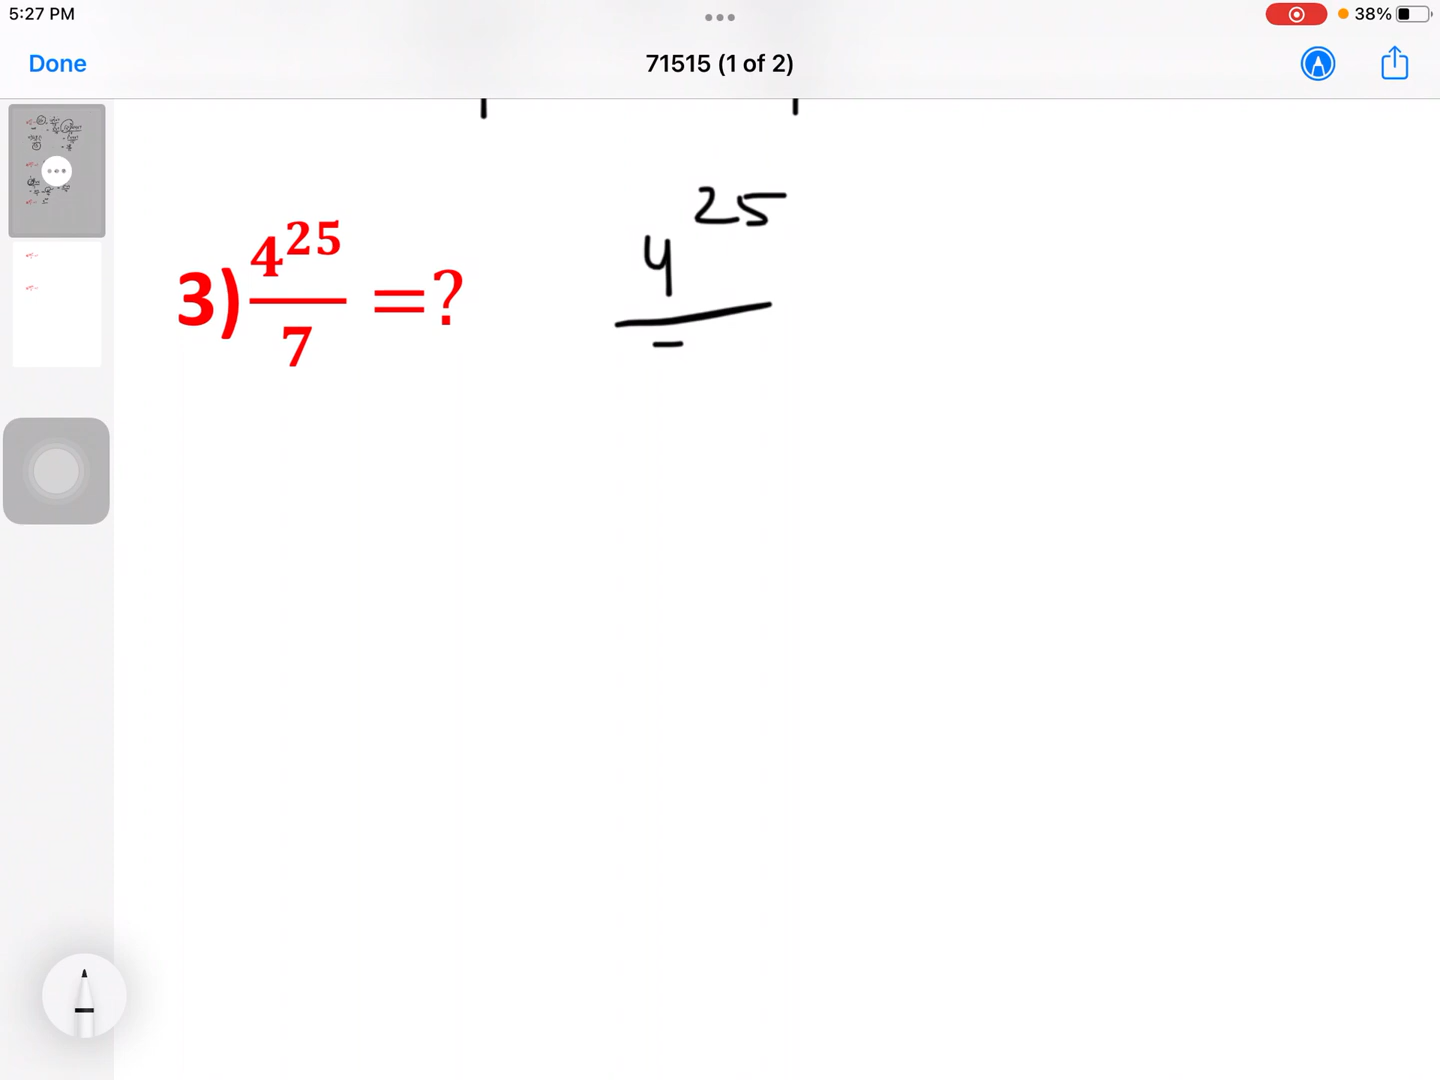 5:27 PM
38%
Done
71515 (1 of 2)
3) 4^25/7 =?
4^25